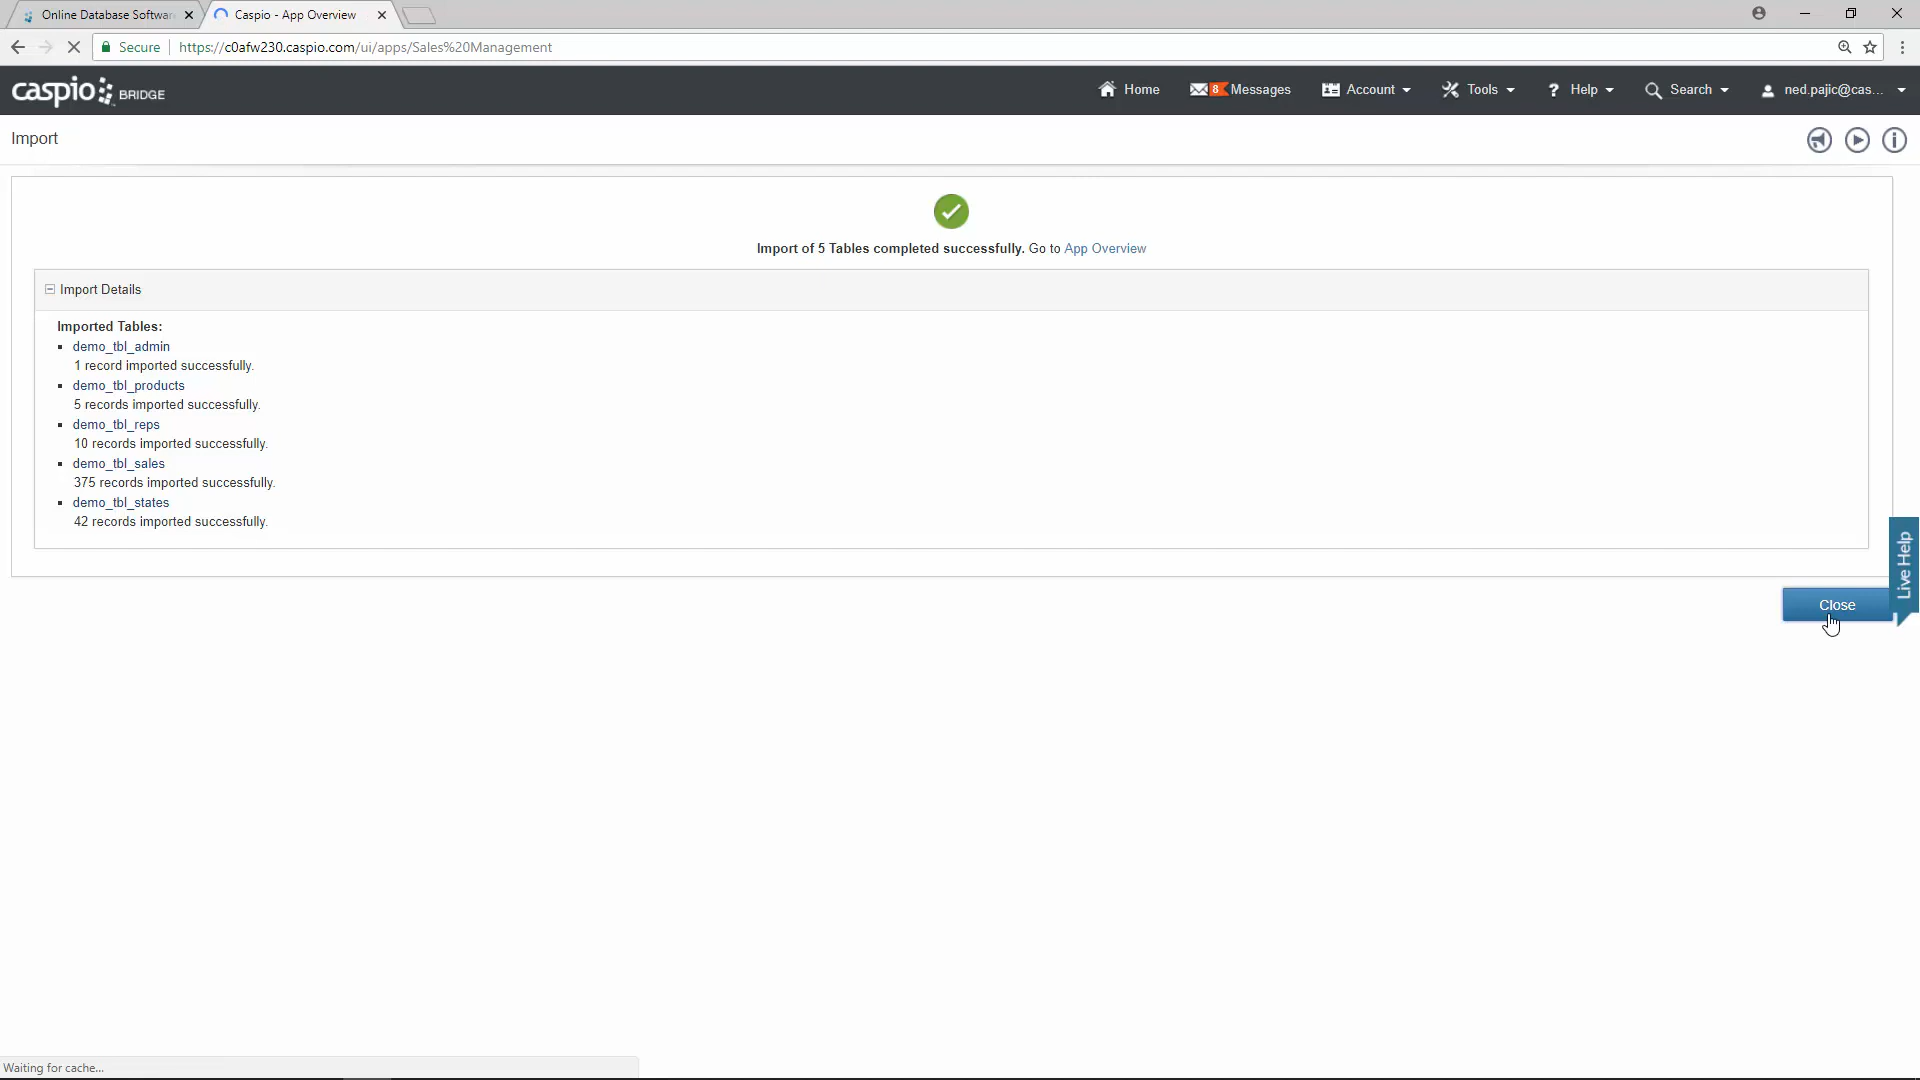 Online Database Softwar
Caspio - App Overview
Secure
https://c0afw230.caspio.com/ui/apps/Sales%20Management
caspio BRIDGE
Home
8 Messages
Account
Tools
? Help
Search
ned.pajic@cas...
Import
Import of 5 Tables completed successfully. Go to App Overview
Import Details
Imported Tables:
demo_tbl_admin
1 record imported successfully.
demo_tbl_products
5 records imported successfully.
demo_tbl_reps
10 records imported successfully.
demo_tbl_sales
375 records imported successfully.
demo_tbl_states
42 records imported successfully.
Live Help
Close
Waiting for cache...